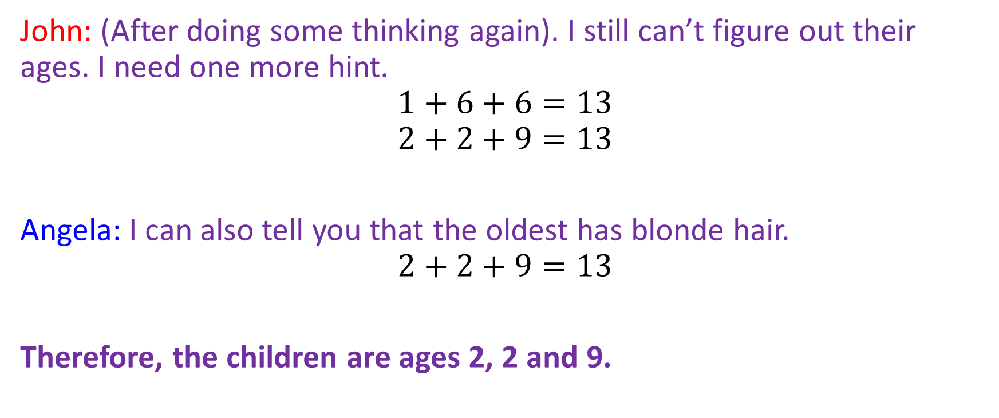 John: (After doing some thinking again). I still can’t figure out their
ages. I need one more hint.
1 + 6 + 6 = 13
2 + 2 + 9 = 13
Angela: I can also tell you that the oldest has blonde hair.
2 + 2 + 9 = 13
Therefore, the children are ages 2, 2 and 9.